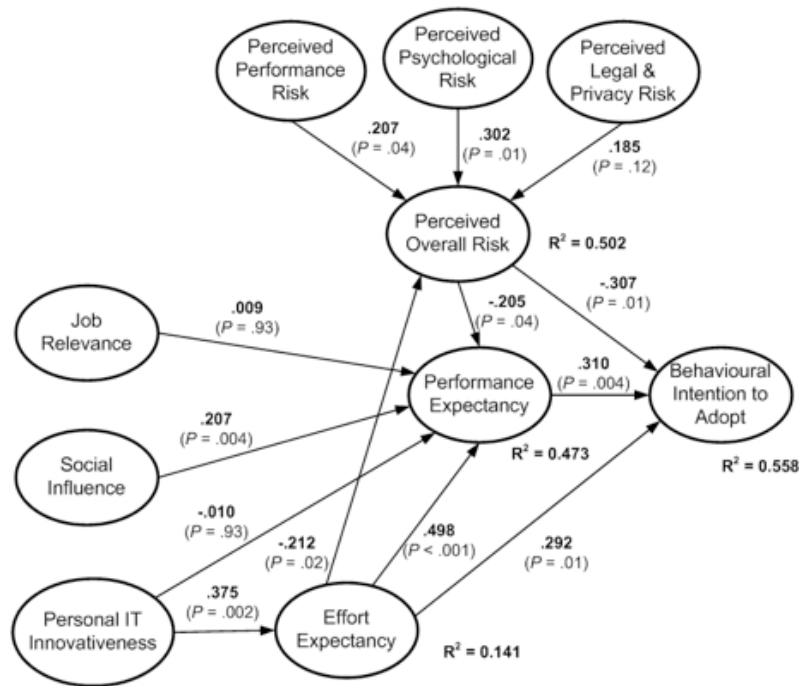 Perceived
Performance
Risk
Perceived
Psychological
Risk
Perceived
Legal &
Privacy Risk
.207
(P = .04)
.302
(P = .01)
.185
(P = .12)
Perceived
Overall Risk
R² = 0.502
-.307
(P = .01)
-.205
(P = .04)
Job
Relevance
.009
(P = .93)
Performance
Expectancy
R² = 0.473
.310
(P = .004)
Behavioural
Intention to
Adopt
R² = 0.558
Social
Influence
.207
(P = .004)
-.010
(P = .93)
-.212
(P = .02)
.498
(P < .001)
.292
(P = .01)
Personal IT
Innovativeness
.375
(P = .002)
Effort
Expectancy
R² = 0.141